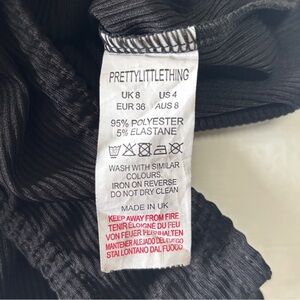 PRETTYLITTLETHING
UK 8 US 4
EUR 36 AUS 8
95% POLYESTER
5% ELASTANE
WASH WITH SIMILAR
COLOURS.
IRON ON REVERSE
DO NOT DRY CLEAN
MADE IN UK
KEEP AWAY FROM FIRE
TENIR ÉLOIGNÉ DU FEU
VON FEUER FERNHALTEN
MANTENER ALEJADO DEL FUEGO
STAI LONTANO DAL FUOCO